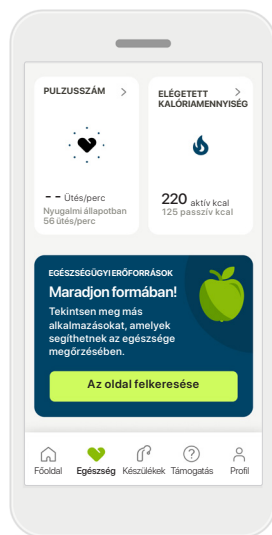 PULZUSSZÁM
-- Ütés/perc
Nyugalmi állapotban
56 ütés/perc
ELÉGETETT
KALÓRIAMENNYISÉG
220 aktív kcal
125 passzív kcal
EGÉSZSÉGÜGYI ERŐFORRÁSOK
Maradjon formában!
Tekintsen meg más
alkalmazásokat, amelyek
segíthetnek az egészsége
megőrzésében.
Az oldal felkeresése
Főoldal Egészség Készülékek Támogatás Profil